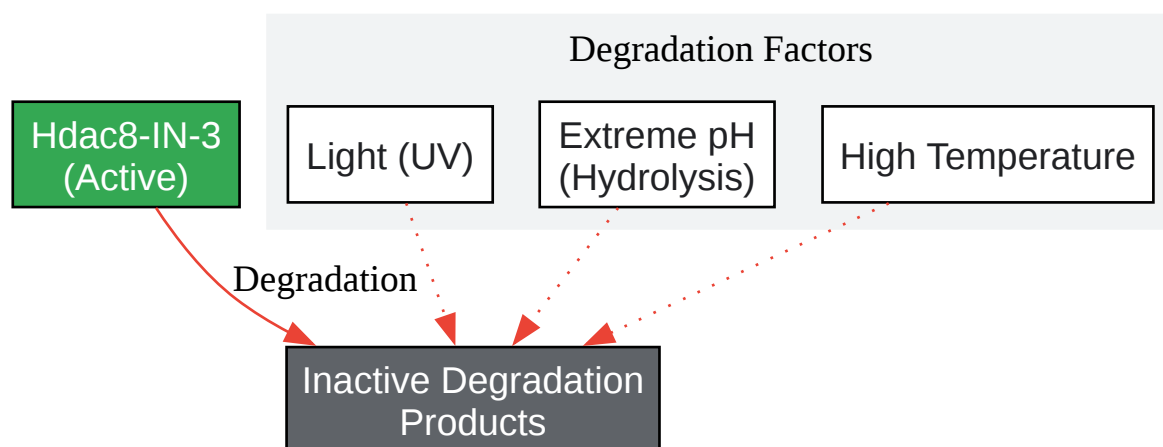 Degradation Factors
Hdac8-IN-3
(Active)
Light (UV)
Extreme pH
(Hydrolysis)
High Temperature
Degradation
Inactive Degradation
Products